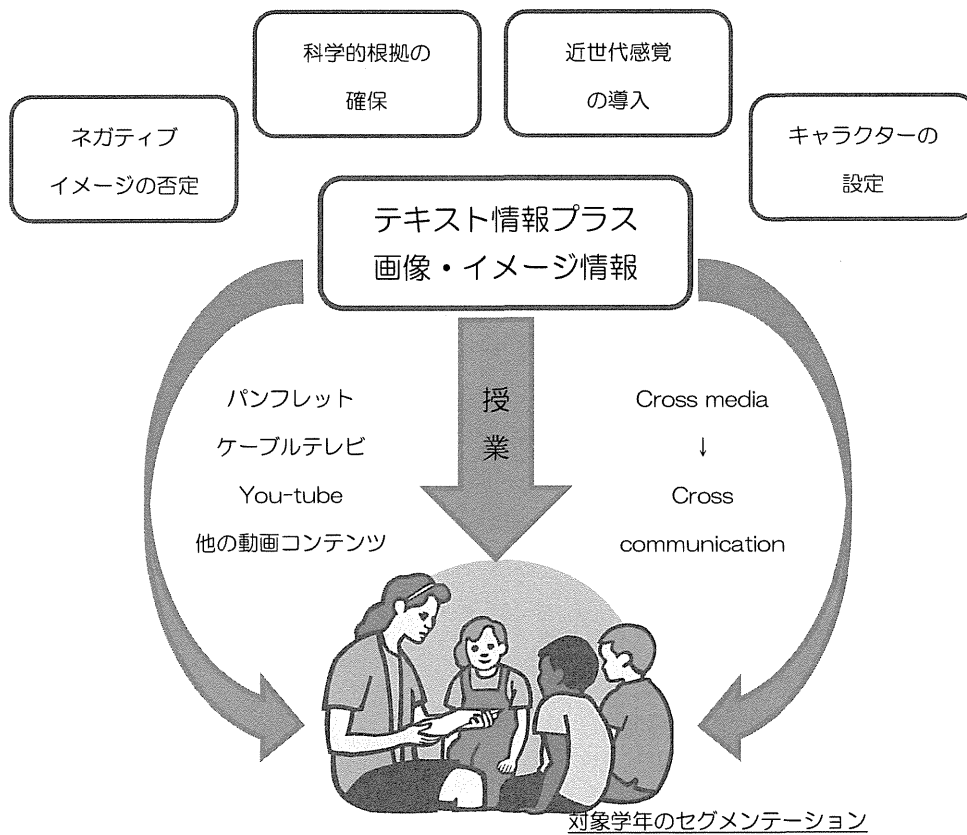 科学的根拠の
確保
近世代感覚
の導入
ネガティブ
イメージの否定
キャラクターの
設定
テキスト情報プラス
画像・イメージ情報
パンフレット
ケーブルテレビ
You-tube
他の動画コンテンツ
授
業
Cross media
↓
Cross
communication
対象学年のセグメンテーション